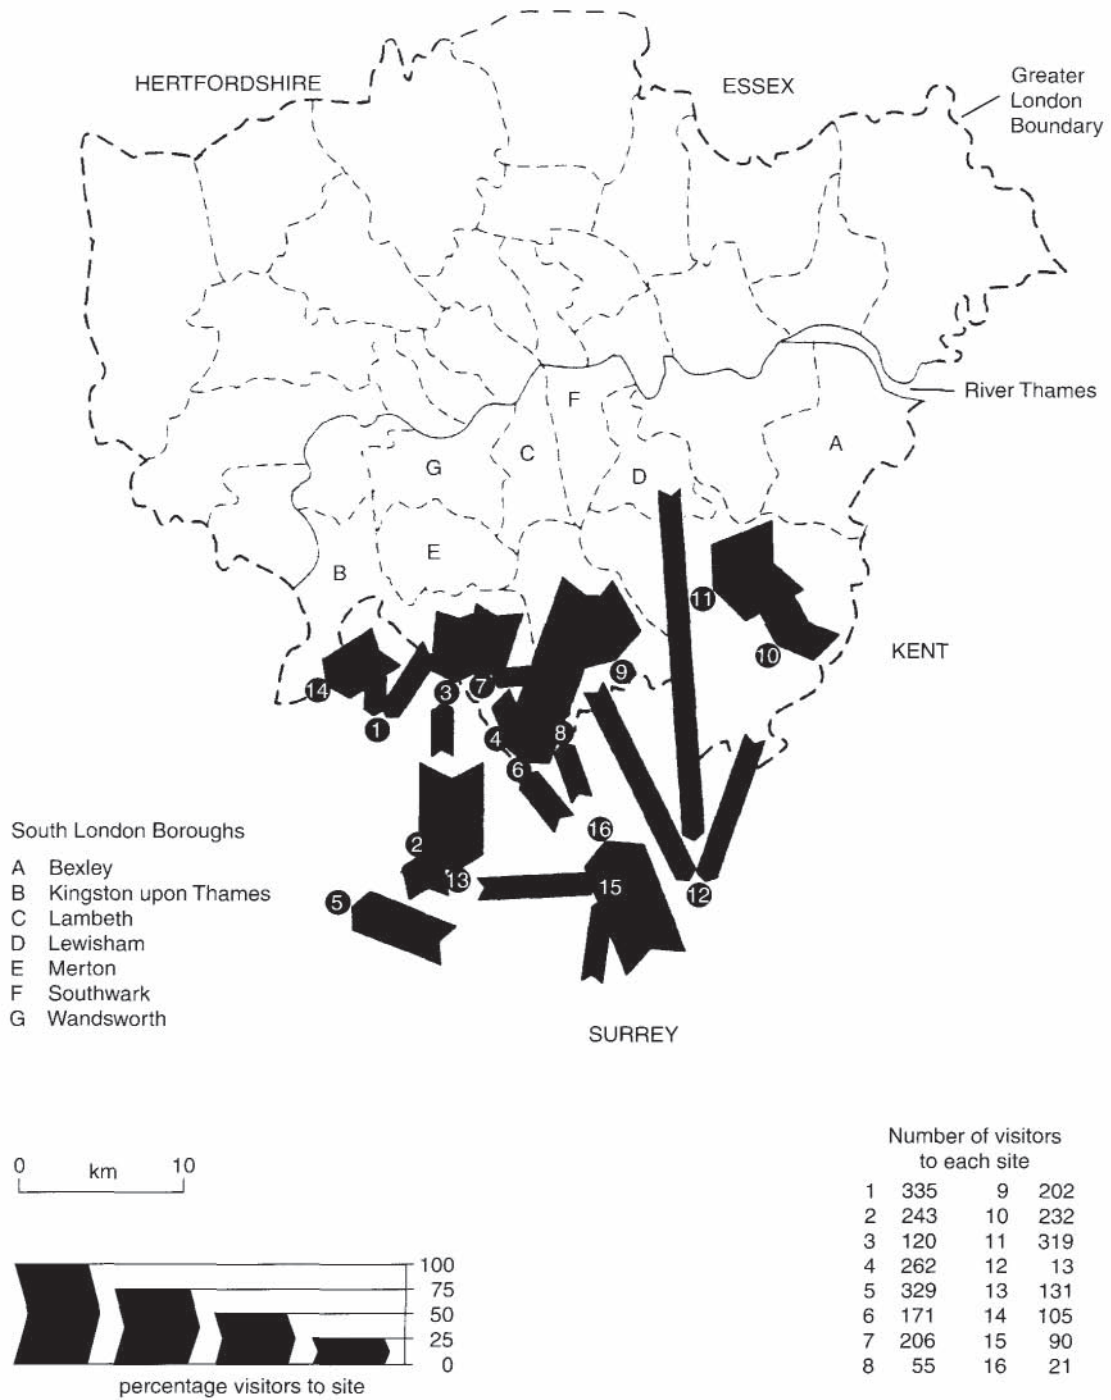 HERTFORDSHIRE
ESSEX
Greater
London
Boundary
River Thames
F
A
C
G
D
E
B
11
KENT
10
9
14
3
7
1
4
8
6
16
2
13
15
12
5
SURREY
South London Boroughs
A Bexley
B Kingston upon Thames
C Lambeth
D Lewisham
E Merton
F Southwark
G Wandsworth
0 km 10
100
75
50
25
0
percentage visitors to site
Number of visitors
to each site
1 335 9 202
2 243 10 232
3 120 11 319
4 262 12 13
5 329 13 131
6 171 14 105
7 206 15 90
8 55 16 21